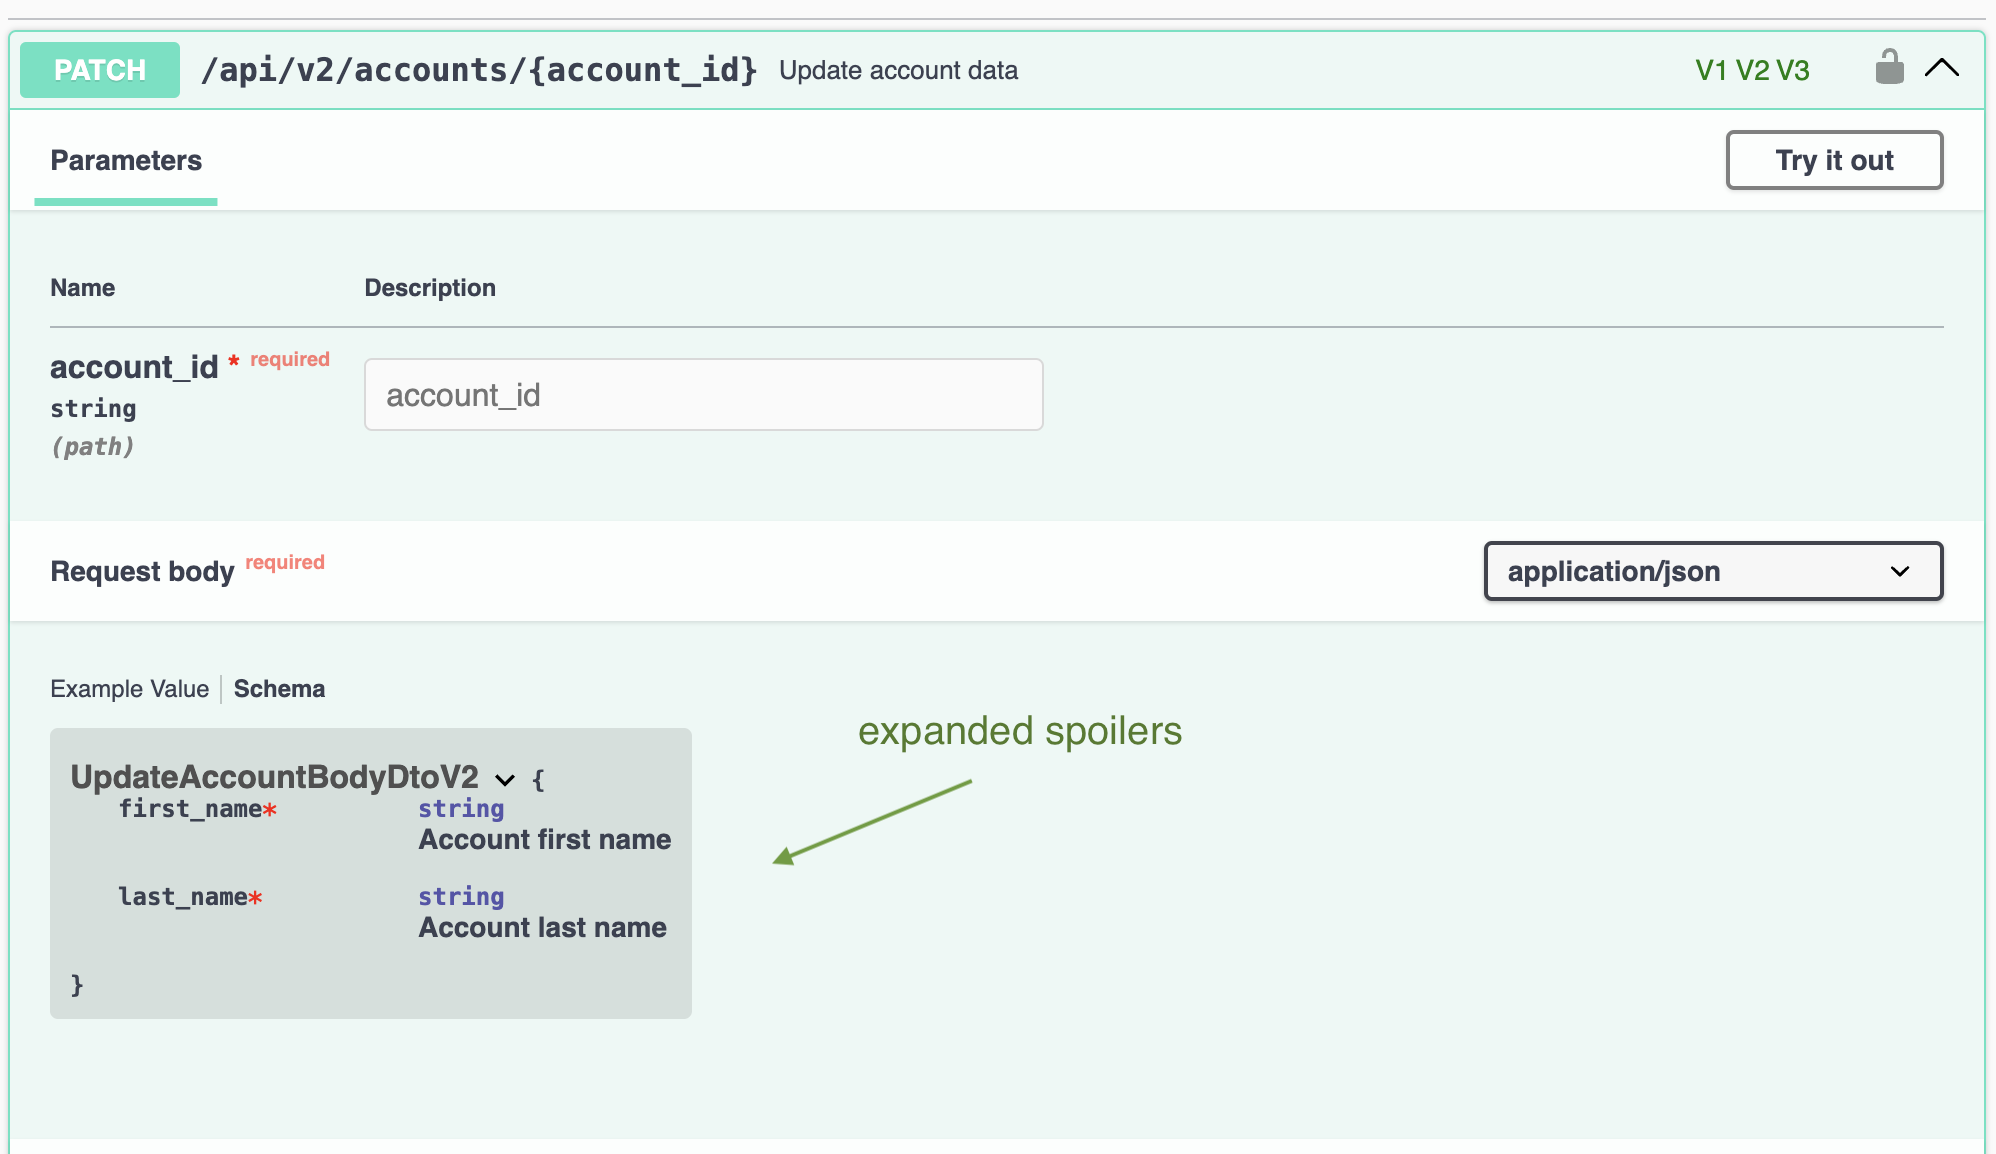 PATCH /api/v2/accounts/{account_id} Update account data V1 V2 V3
Parameters Try it out
Name Description
account_id * required
account_id
string
(path)
Request body required application/json
Example Value Schema
expanded spoilers
UpdateAccountBodyDtoV2 {
first_name* string
Account first name
last_name* string
Account last name
}